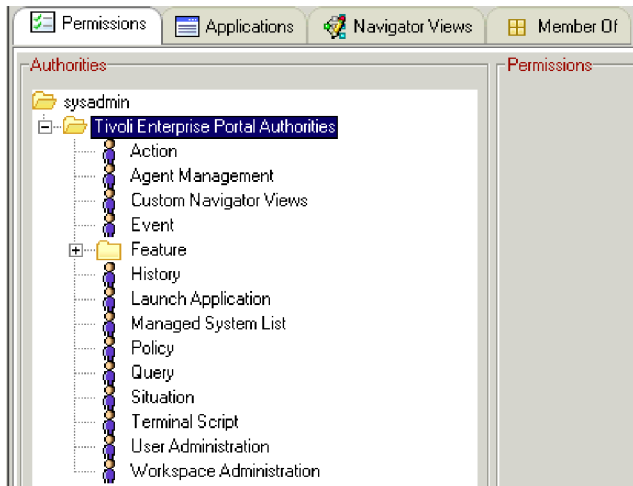 Permissions
Applications
Navigator Views
Member Of
Authorities
Permissions
sysadmin
Tivoli Enterprise Portal Authorities
Action
Agent Management
Custom Navigator Views
Event
Feature
History
Launch Application
Managed System List
Policy
Query
Situation
Terminal Script
User Administration
Workspace Administration